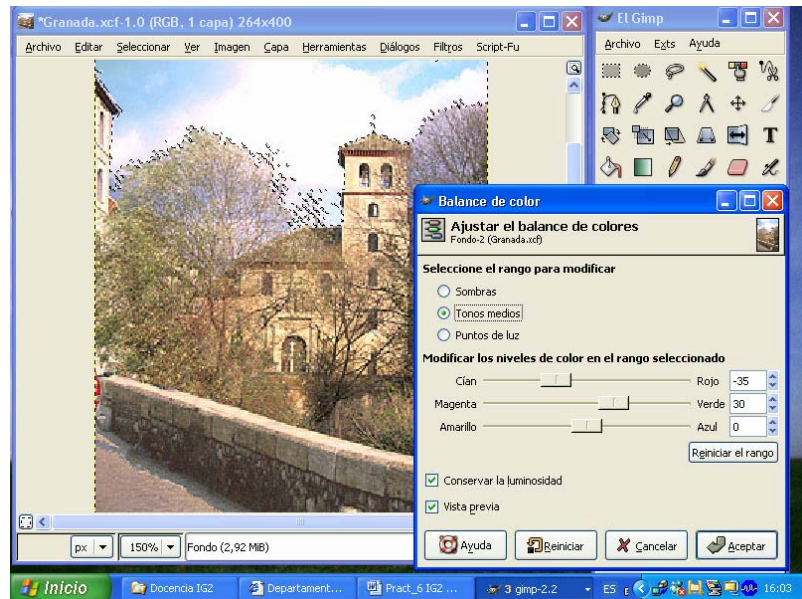 *Granada.xcf-1.0 (RGB, 1 capa) 264x400
Archivo Editar Seleccionar Ver Imagen Capa Herramientas Diálogos Filtros Script-Fu
px 150% Fondo (2,92 MiB)
El Gimp
Archivo Exts Ayuda
T
Balance de color
Ajustar el balance de colores
Fondo-2 (Granada.xcf)
Seleccione el rango para modificar
Sombras
Tonos medios
Puntos de luz
Modificar los niveles de color en el rango seleccionado
Cían Rojo -35
Magenta Verde 30
Amarillo Azul 0
Reiniciar el rango
Conservar la luminosidad
Vista previa
Ayuda Reiniciar Cancelar Aceptar
Inicio Docencia IG2 Departament... Pract_6 IG2 ... 3 gimp-2.2 ES 16:03